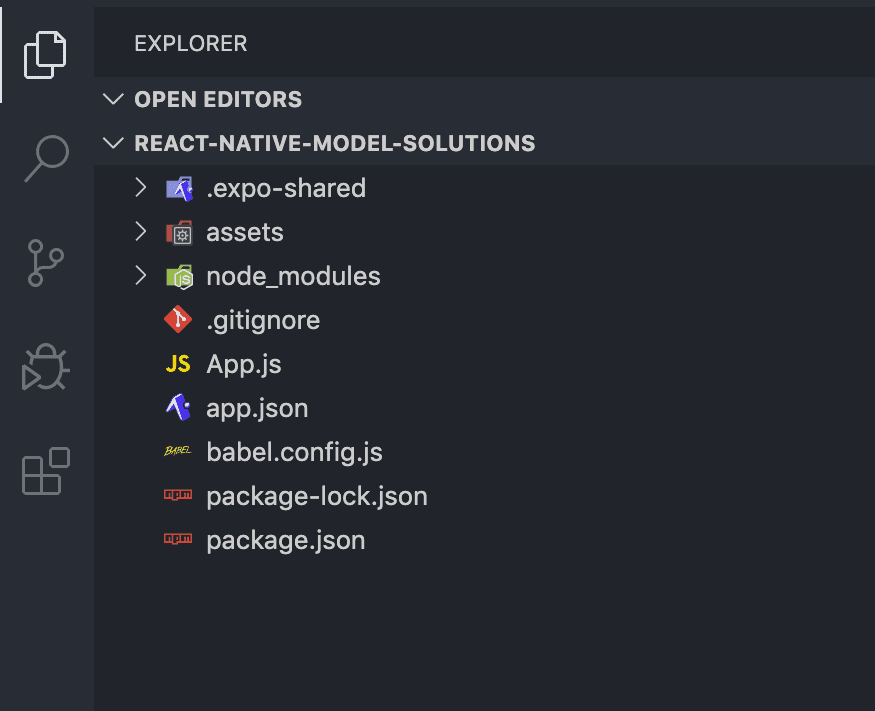 EXPLORER
OPEN EDITORS
REACT-NATIVE-MODEL-SOLUTIONS
.expo-shared
assets
JS node_modules
.gitignore
JS App.js
app.json
BABEL babel.config.js
npm package-lock.json
npm package.json